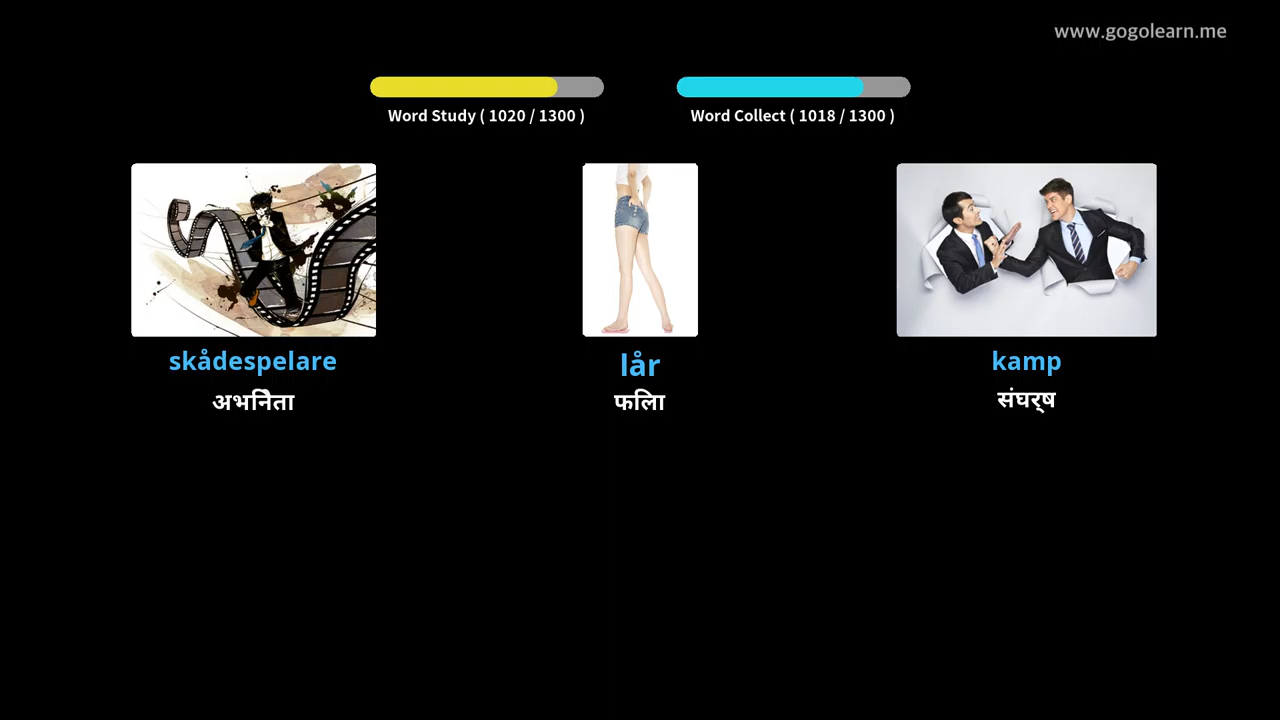 www.gogolearn.me
Word Study ( 1020 / 1300 )
Word Collect ( 1018 / 1300 )
skådespelare
अभिनेता
lår
फलिा
kamp
संघर्ष